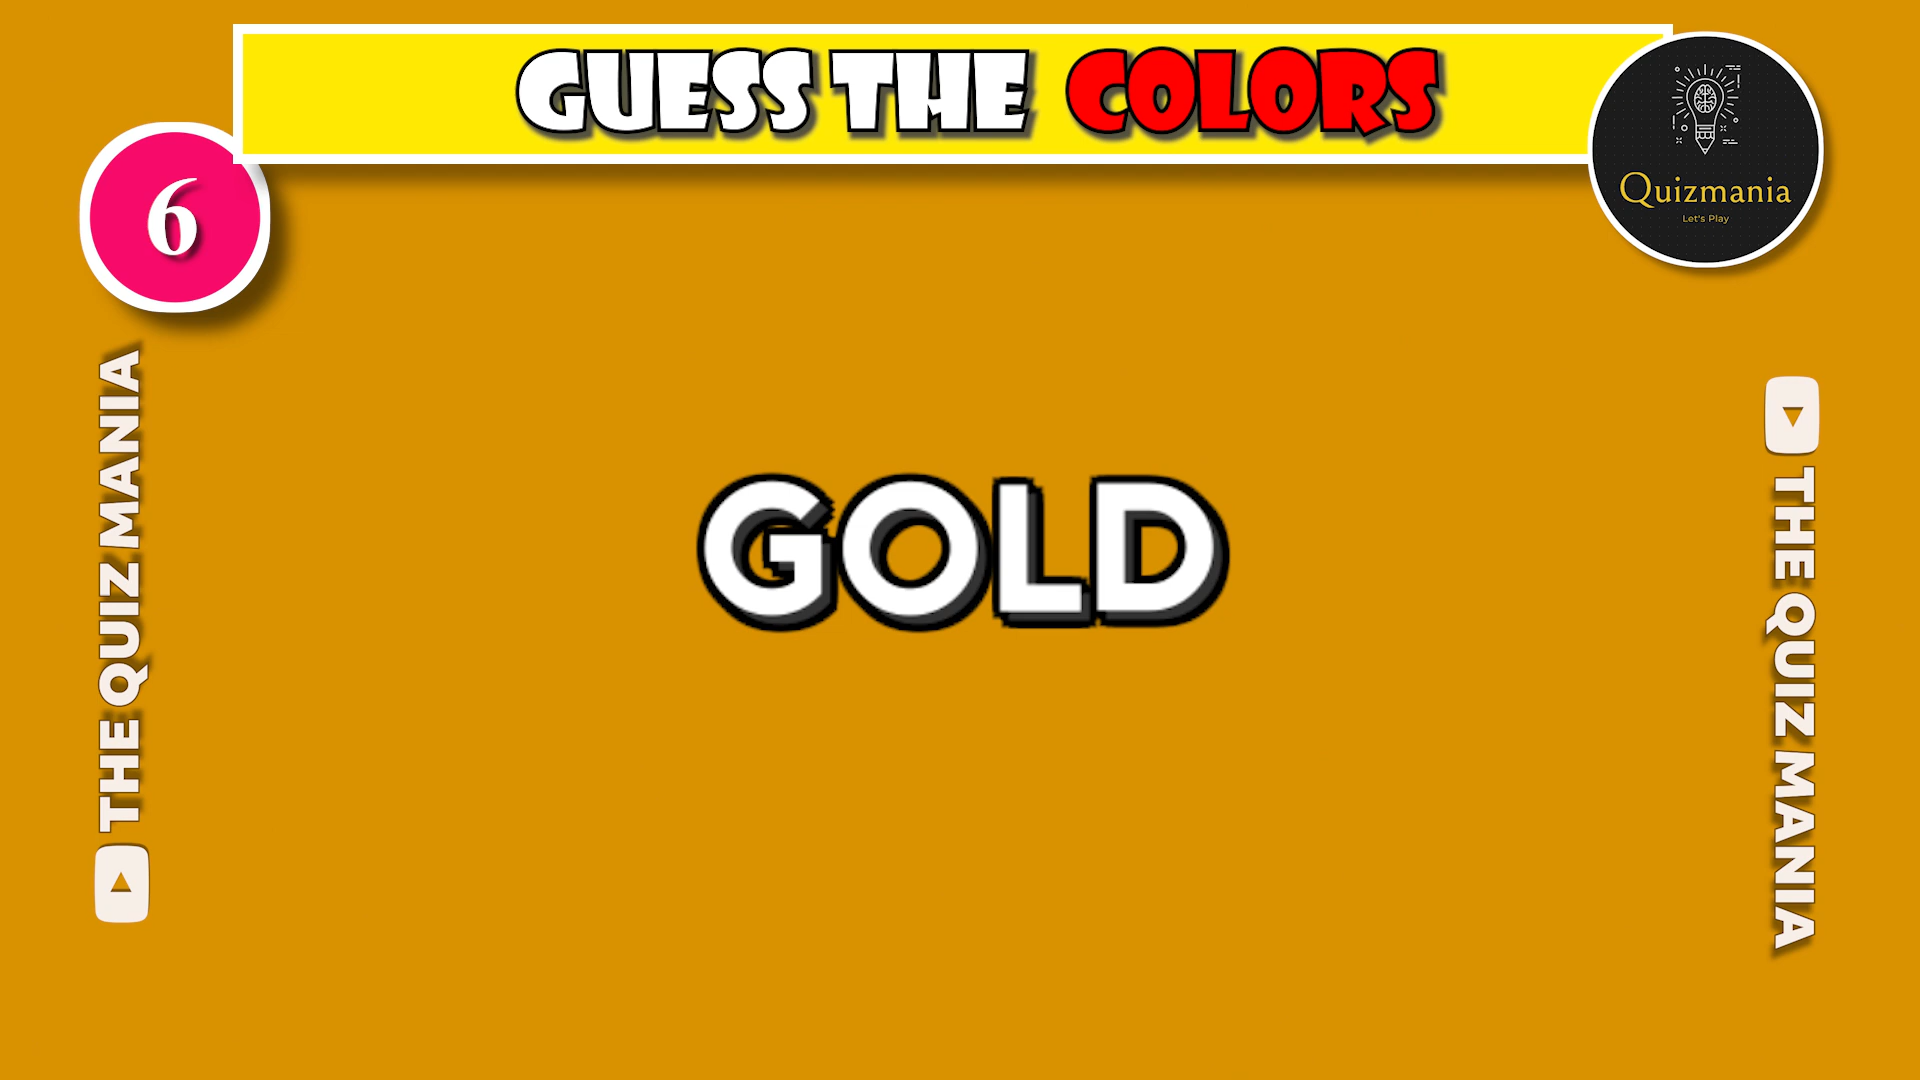 GUESS THE COLORS
6
Quizmania
Let's Play
THE QUIZ MANIA
GOLD
THE QUIZ MANIA